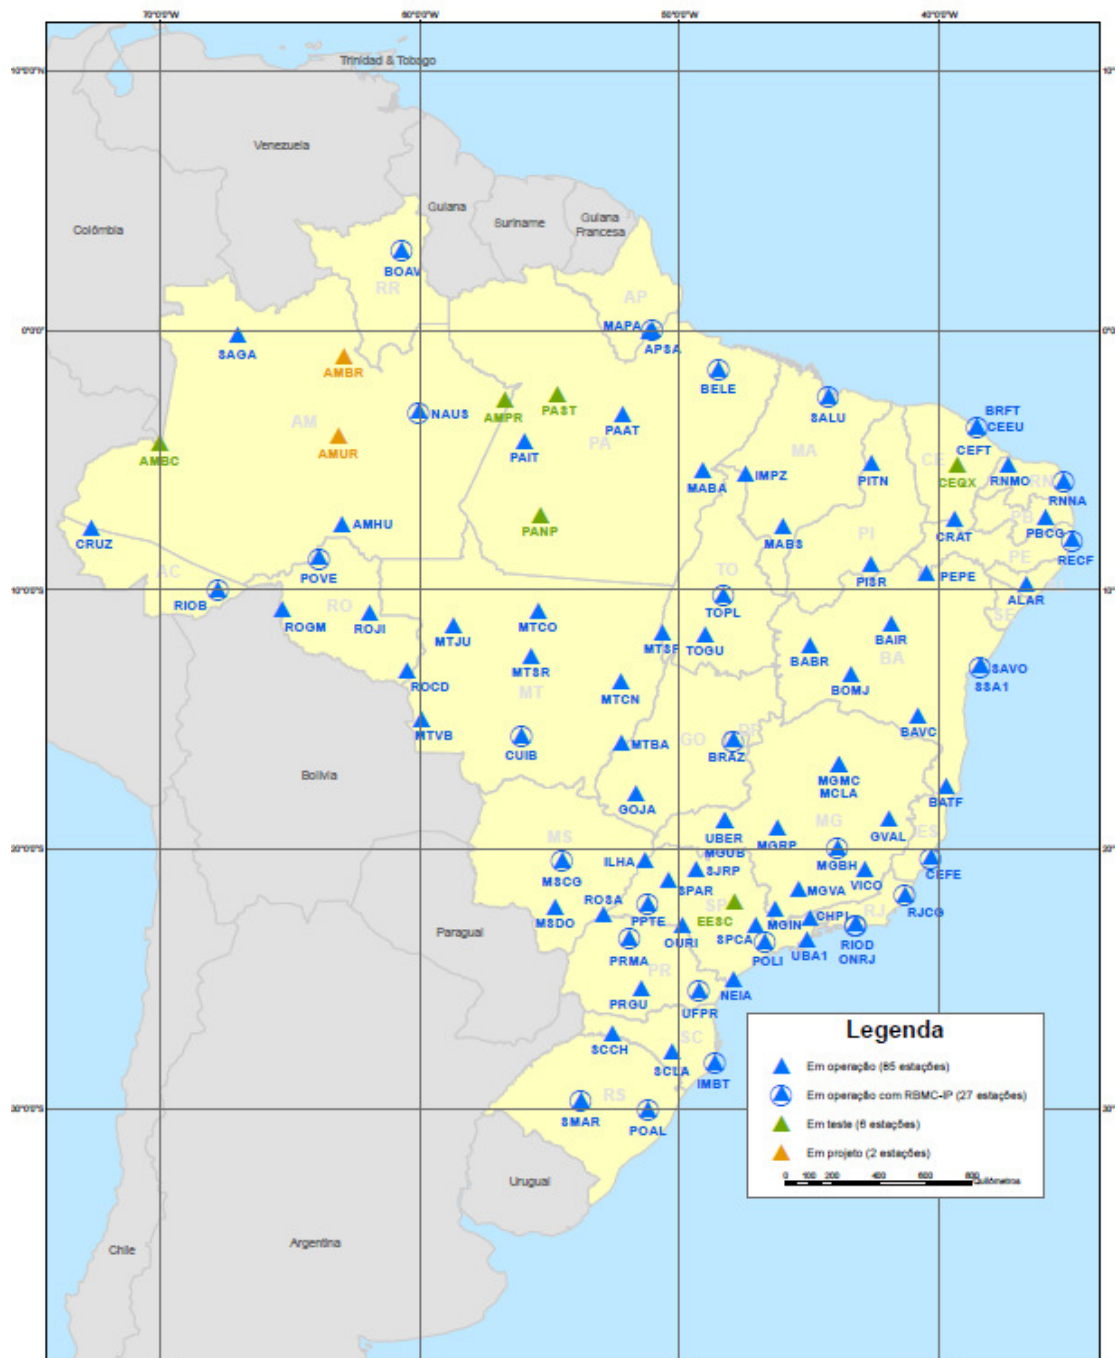 70°0'0"W
60°0'0"W
50°0'0"W
40°0'0"W
10°0'0"N
Trinidad & Tobago
Venezuela
Guiana
Suriname
Guiana
Francesa
Colômbia
BOAV
RR
AP
0°0'0"
MAPA
APSA
SAGA
AMBR
BELE
NAUS
AMPR
PAST
PAAT
SALU
BRFT
CEEU
CEFT
AM
AMUR
AMBC
PAIT
PA
MA
CE
MABA
IMPZ
PITN
CEQX
RNMO
RN
RNNA
CRUZ
AMHU
PANP
MABS
PI
CRAT
PB
PBCG
RECF
PE
AC
POVE
PISR
PEPE
10°0'0"S
RIOB
TO
TOPL
ALAR
SE
RO
ROGM
ROJI
MTJU
MTCO
MTSF
TOGU
BAIR
BABR
BA
MTSR
SAVO
SSA1
ROCD
MT
MTCN
BOMJ
MTVB
CUIB
MTBA
GO
DF
BRAZ
BAVC
Bolívia
GOJA
MGMC
MCLA
BATF
MS
UBER
MGUB
MGRP
MG
GVAL
ES
20°0'0"S
MSCG
ILHA
SJRP
MGBH
VICO
CEFE
SPAR
MGVA
ROSA
MSDO
PPTE
SP
EESC
MGIN
CHPI
RJ
RJCG
Paraguai
OURI
SPCA
POLI
UBA1
RIOD
ONRJ
PRMA
PR
PRGU
UFPR
NEIA
SCCH
SC
SCLA
IMBT
RS
SMAR
POAL
Uruguai
Chile
Argentina
Legenda
Em operação (85 estações)
Em operação com RBMC-IP (27 estações)
Em teste (6 estações)
Em projeto (2 estações)
0 100 200 400 600 800
Quilômetros